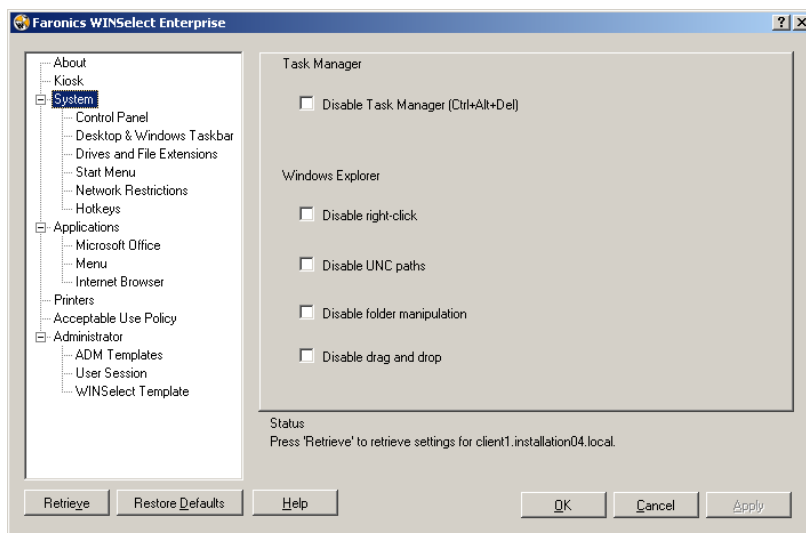 Faronics WINSelect Enterprise
About
Kiosk
System
Control Panel
Desktop & Windows Taskbar
Drives and File Extensions
Start Menu
Network Restrictions
Hotkeys
Applications
Microsoft Office
Menu
Internet Browser
Printers
Acceptable Use Policy
Administrator
ADM Templates
User Session
WINSelect Template
Task Manager
Disable Task Manager (Ctrl+Alt+Del)
Windows Explorer
Disable right-click
Disable UNC paths
Disable folder manipulation
Disable drag and drop
Status
Press 'Retrieve' to retrieve settings for client1.installation04.local.
Retrieve
Restore Defaults
Help
OK
Cancel
Apply